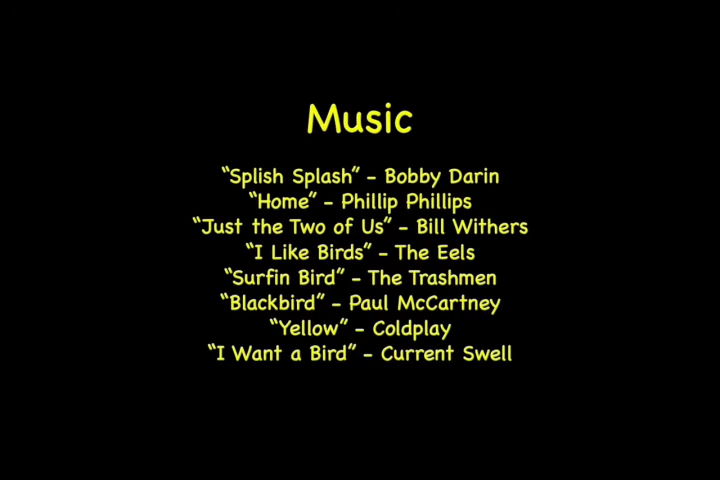 Music
“Splish Splash” – Bobby Darin
“Home” – Phillip Phillips
“Just the Two of Us” – Bill Withers
“I Like Birds” – The Eels
“Surfin Bird” – The Trashmen
“Blackbird” – Paul McCartney
“Yellow” – Coldplay
“I Want a Bird” – Current Swell